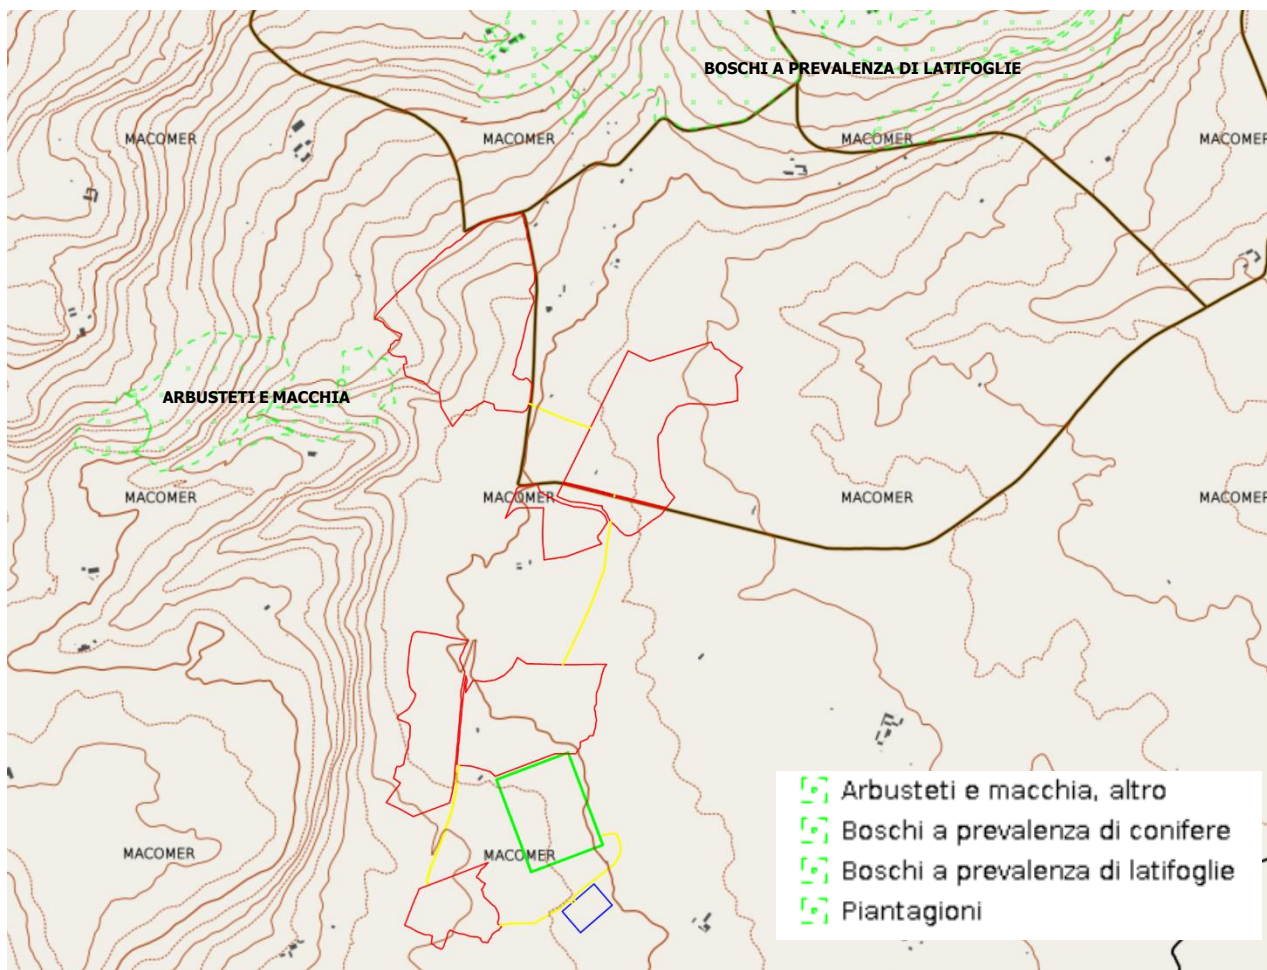 BOSCHI A PREVALENZA DI LATIFOGLIE
MACOMER
MACOMER
MACOMER
MACOMER
ARBUSTETI E MACCHIA
MACOMER
MACOMER
MACOMER
MACOMER
MACOMER
MACOMER
Arbusteti e macchia, altro
Boschi a prevalenza di conifere
Boschi a prevalenza di latifoglie
Piantagioni